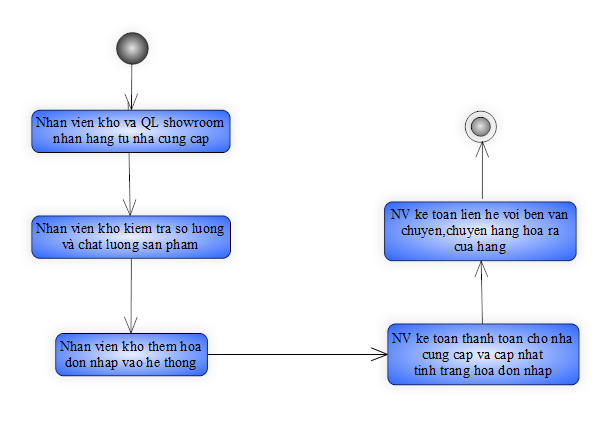 Nhan vien kho va QL showroom
nhan hang tu nha cung cap
Nhan vien kho kiem tra so luong
và chat luong san pham
Nhan vien kho them hoa
don nhap vao he thong
NV ke toan thanh toan cho nha
cung cap va cap nhat
tinh trang hoa don nhap
NV ke toan lien he voi ben van
chuyen,chuyen hang hoa ra
cua hang